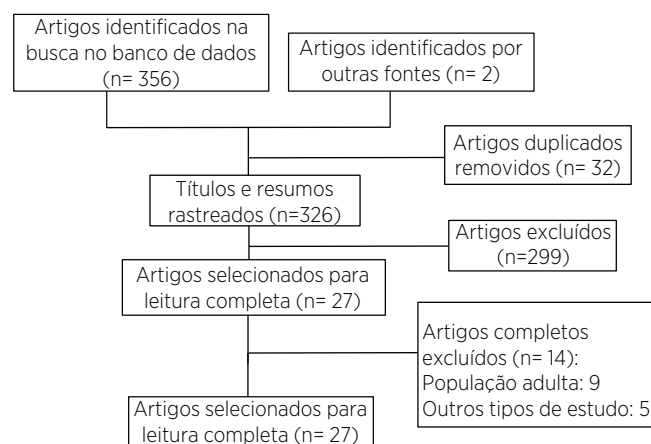 Artigos identificados na
busca no banco de dados
(n= 356)
Artigos identificados por
outras fontes (n= 2)
Artigos duplicados
removidos (n= 32)
Títulos e resumos
rastreados (n=326)
Artigos excluídos
(n=299)
Artigos selecionados para
leitura completa (n= 27)
Artigos completos
excluídos (n= 14):
População adulta: 9
Outros tipos de estudo: 5
Artigos selecionados para
leitura completa (n= 27)